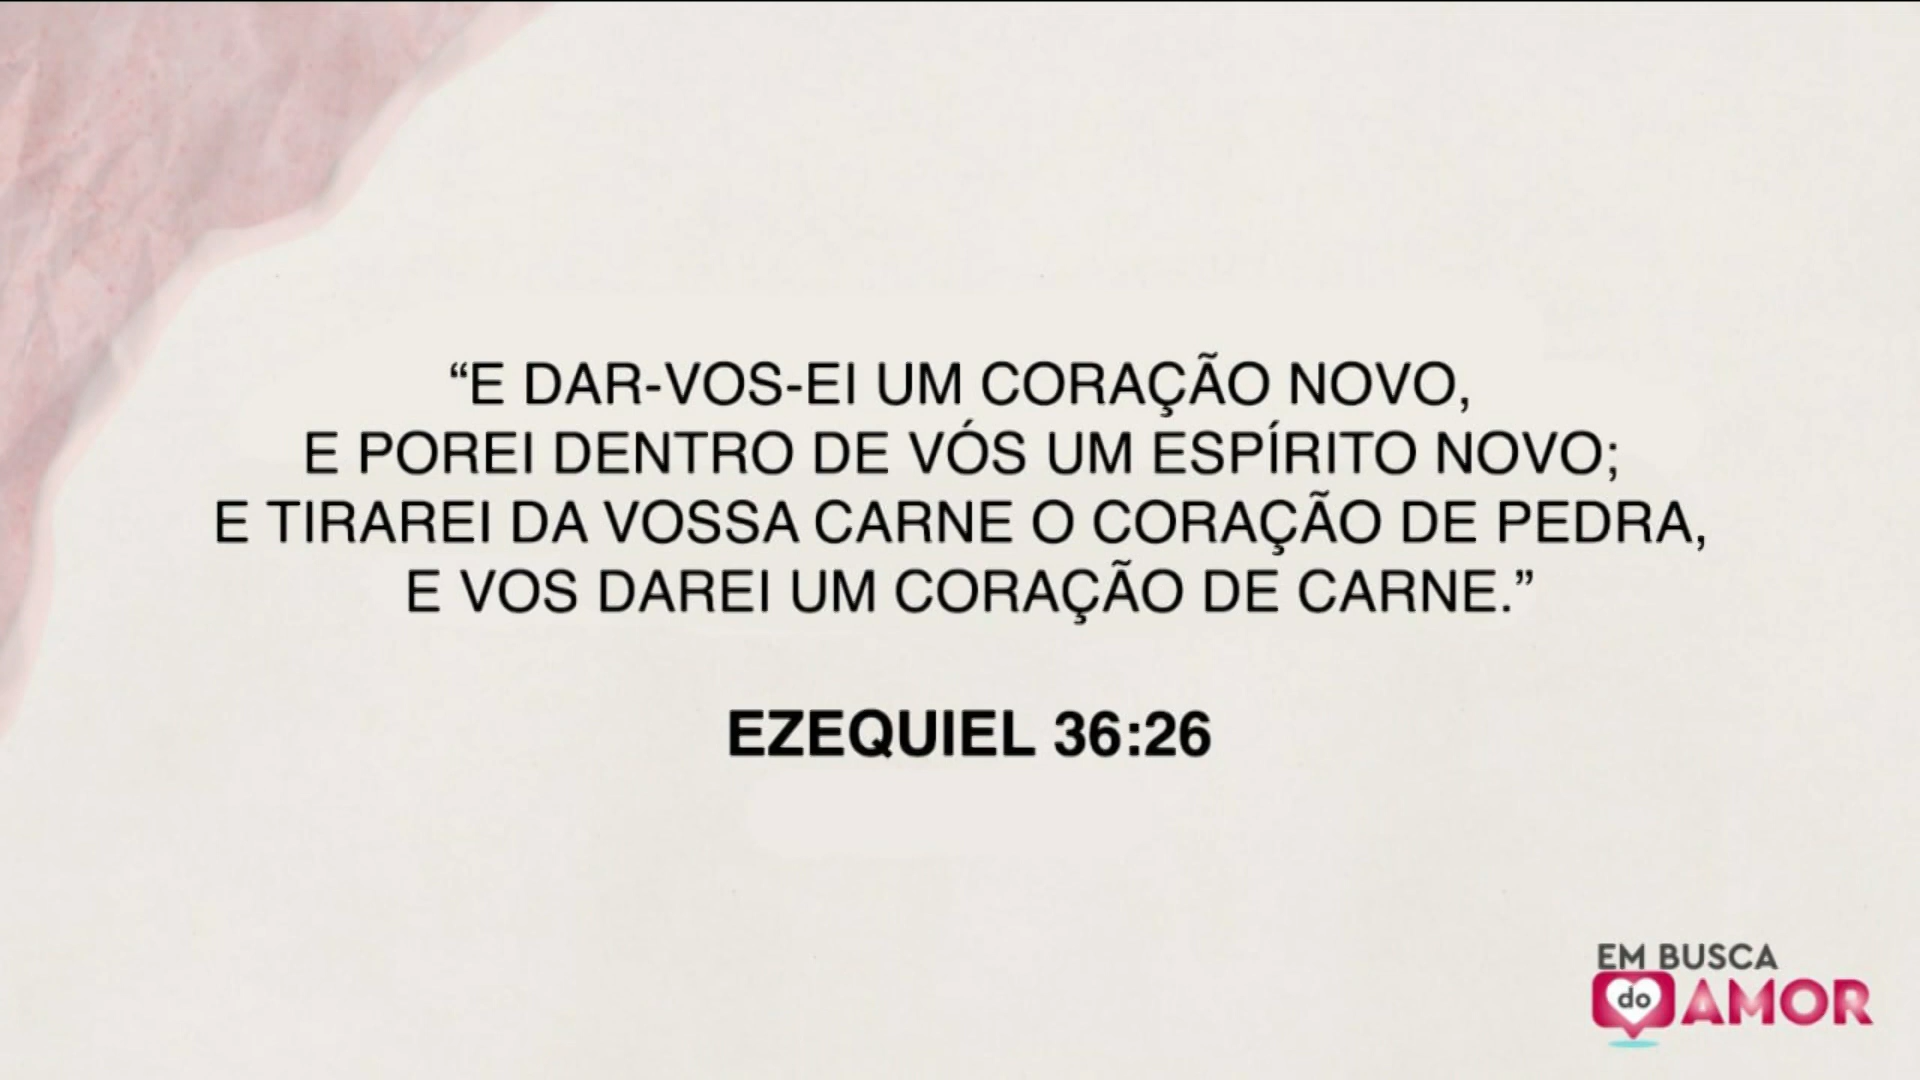 “E DAR-VOS-EI UM CORAÇÃO NOVO,
E POREI DENTRO DE VÓS UM ESPÍRITO NOVO;
E TIRAREI DA VOSSA CARNE O CORAÇÃO DE PEDRA,
E VOS DAREI UM CORAÇÃO DE CARNE.”
EZEQUIEL 36:26
EM BUSCA
do AMOR